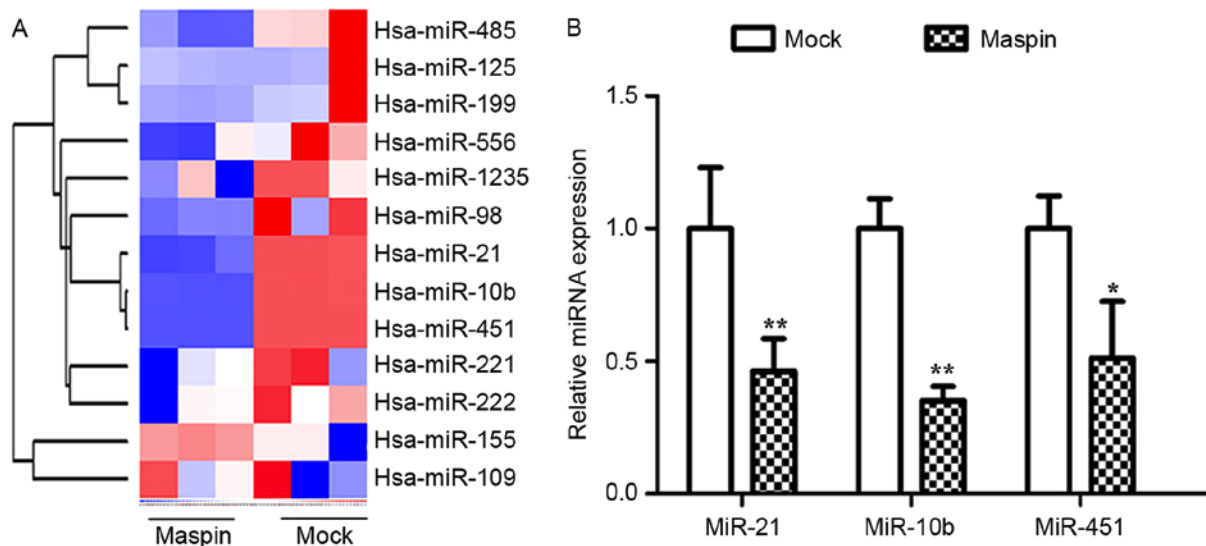 A
Hsa-miR-485
Hsa-miR-125
Hsa-miR-199
Hsa-miR-556
Hsa-miR-1235
Hsa-miR-98
Hsa-miR-21
Hsa-miR-10b
Hsa-miR-451
Hsa-miR-221
Hsa-miR-222
Hsa-miR-155
Hsa-miR-109
Maspin Mock
B
Mock Maspin
Relative miRNA expression
1.5
1.0
0.5
0.0
** ** *
MiR-21 MiR-10b MiR-451